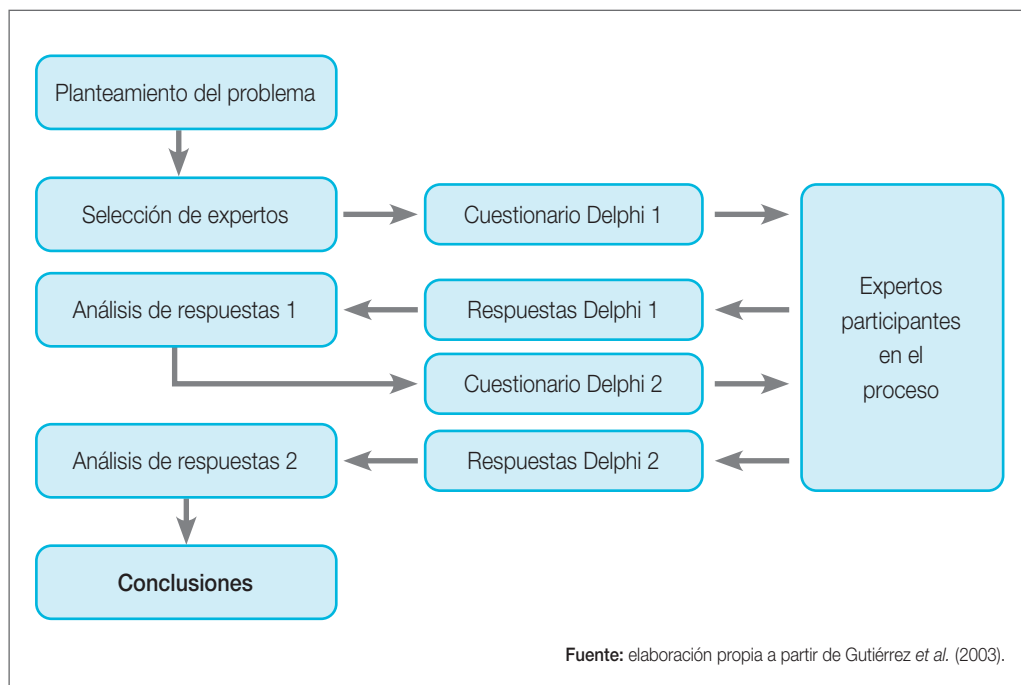 Planteamiento del problema
Selección de expertos
Cuestionario Delphi 1
Análisis de respuestas 1
Respuestas Delphi 1
Expertos
participantes
en el
proceso
Cuestionario Delphi 2
Análisis de respuestas 2
Respuestas Delphi 2
Conclusiones
Fuente: elaboración propia a partir de Gutiérrez et al. (2003).